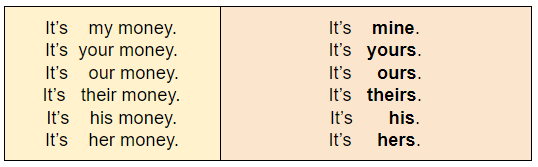 It's my money.
It's your money.
It's our money.
It's their money.
It's his money.
It's her money.
It's mine.
It's yours.
It's ours.
It's theirs.
It's his.
It's hers.